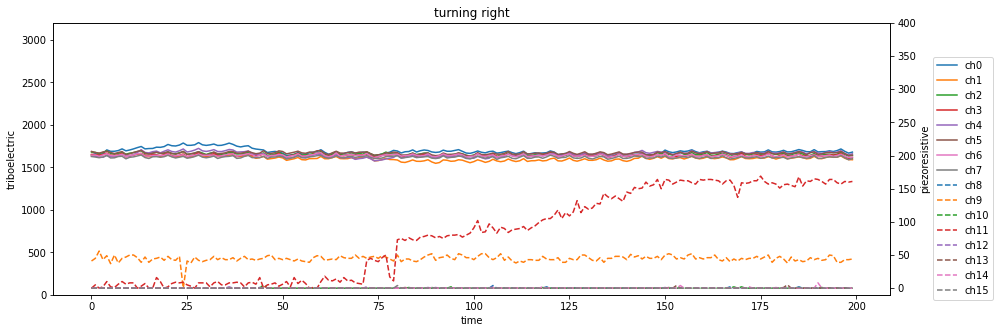 turning right
triboelectric
3000
2500
2000
1500
1000
500
0
0
25
50
75
100
125
150
175
200
time
400
350
300
250
200
150
100
50
0
piezoresistive
ch0
ch1
ch2
ch3
ch4
ch5
ch6
ch7
ch8
ch9
ch10
ch11
ch12
ch13
ch14
ch15